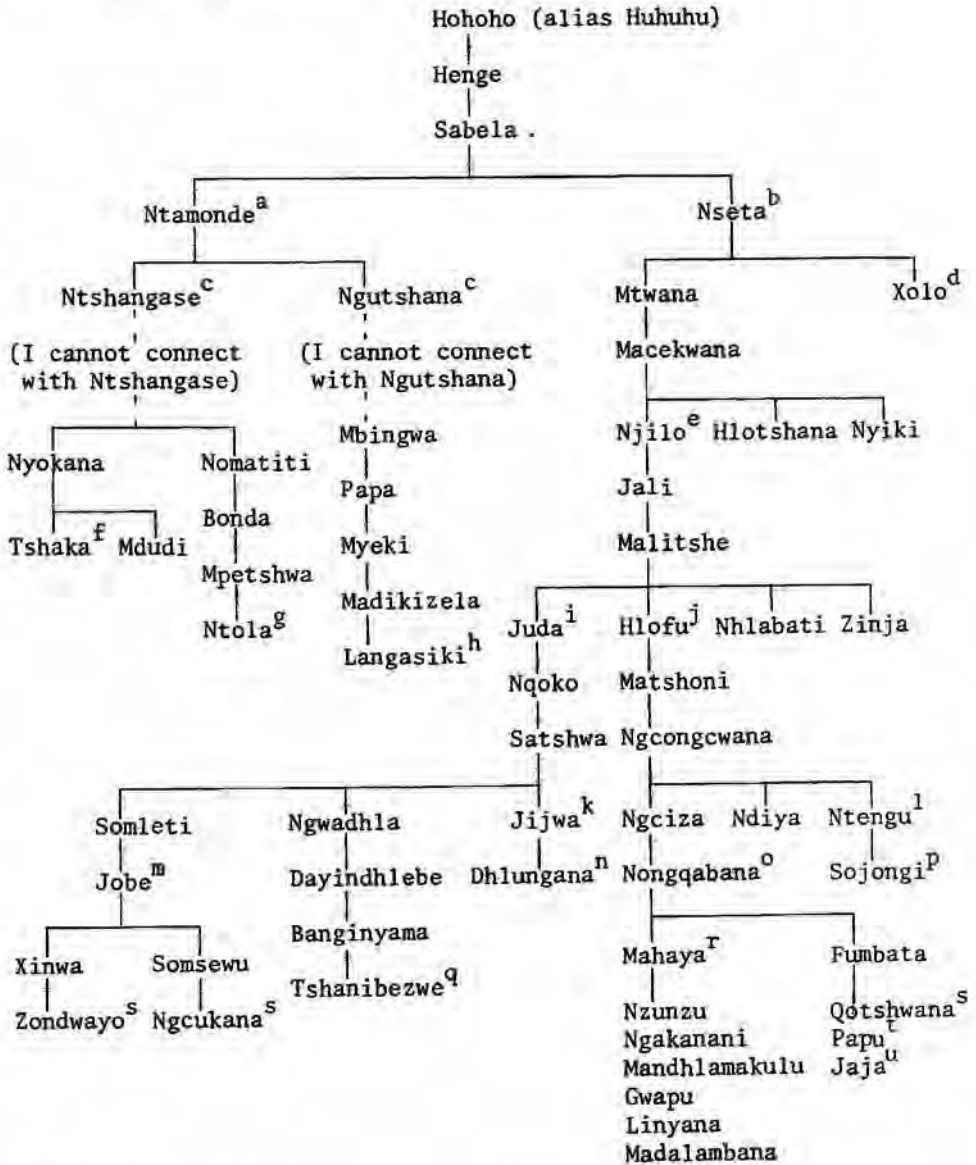 Hohoho (alias Huhuhu)
Henge
Sabela .
Ntamonde a
Nseta b
Ntshangase c
Ngutshana c
Mtwana
Xolo d
(I cannot connect
with Ntshangase)
(I cannot connect
with Ngutshana)
Macekwana
Nyokana
Nomatiti
Mbingwa
Njilo e Hlotshana Nyiki
Papa
Jali
Tshaka f Mdudi
Bonda
Myeki
Malitshe
Mpetshwa
Madikizela
Ntola g
Langasiki h
Juda i Hlofu j Nhlabati Zinja
Nqoko Matshoni
Satshwa Ngcongcwana
Somleti Ngwadhla Jijwa k Ngciza Ndiya Ntengu l
Jobe m Dayindhlebe Dhlungana n Nongqabana o Sojongi p
Xinwa Somsewu Banginyama Mahaya r Fumbata
Zondwayo s Ngcukana s Tshanibezwe q
Nzunzu Qotshwana s
Ngakanani Papu t
Mandhlamakulu Jaja u
Gwapu
Linyana
Madalambana